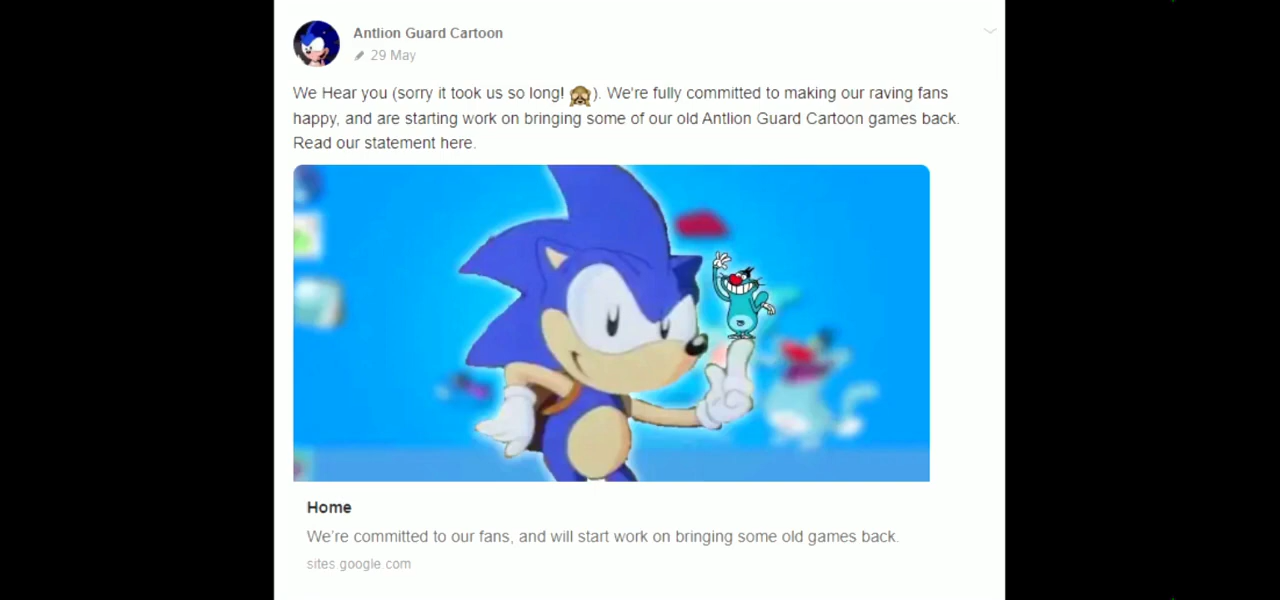 Antlion Guard Cartoon
29 May
We Hear you (sorry it took us so long! 🙈). We're fully committed to making our raving fans
happy, and are starting work on bringing some of our old Antlion Guard Cartoon games back.
Read our statement here.
Home
We're committed to our fans, and will start work on bringing some old games back.
sites.google.com